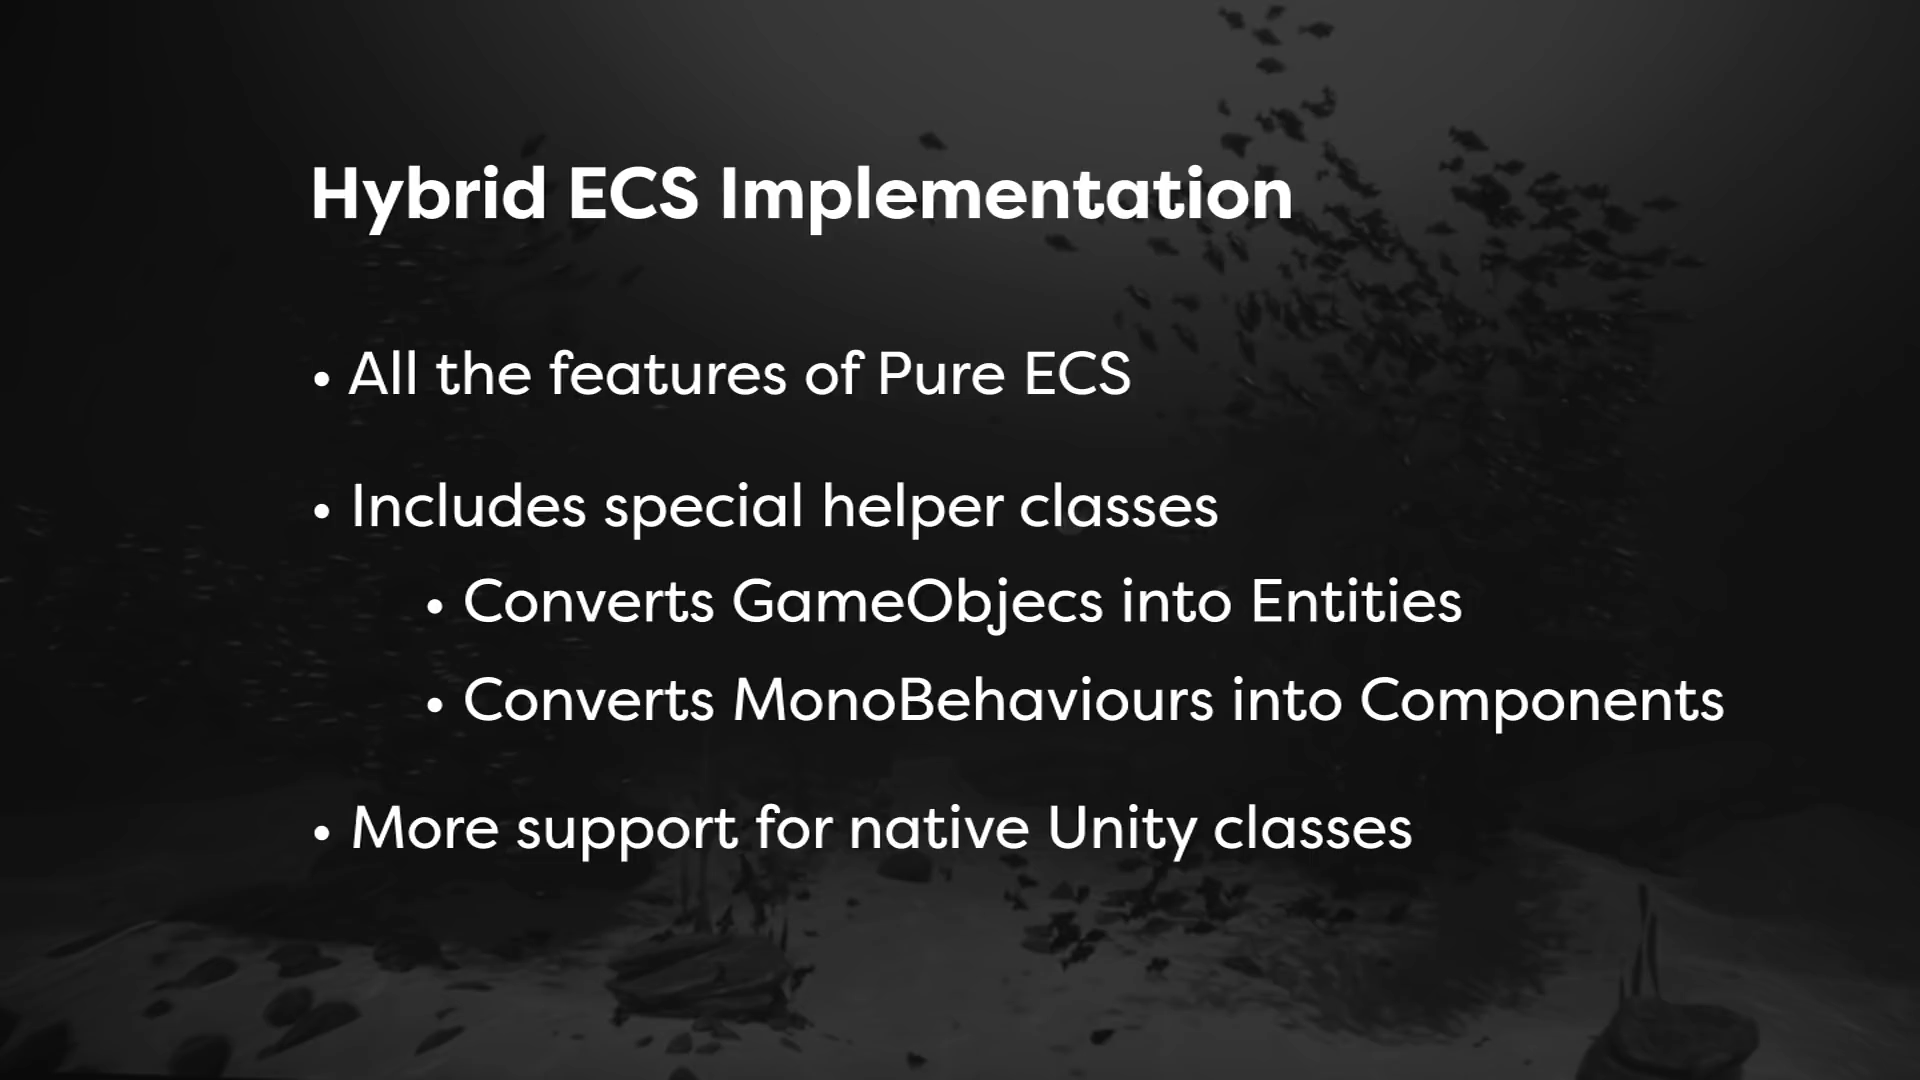 Hybrid ECS Implementation
• All the features of Pure ECS
• Includes special helper classes
• Converts GameObjecs into Entities
• Converts MonoBehaviours into Components
• More support for native Unity classes